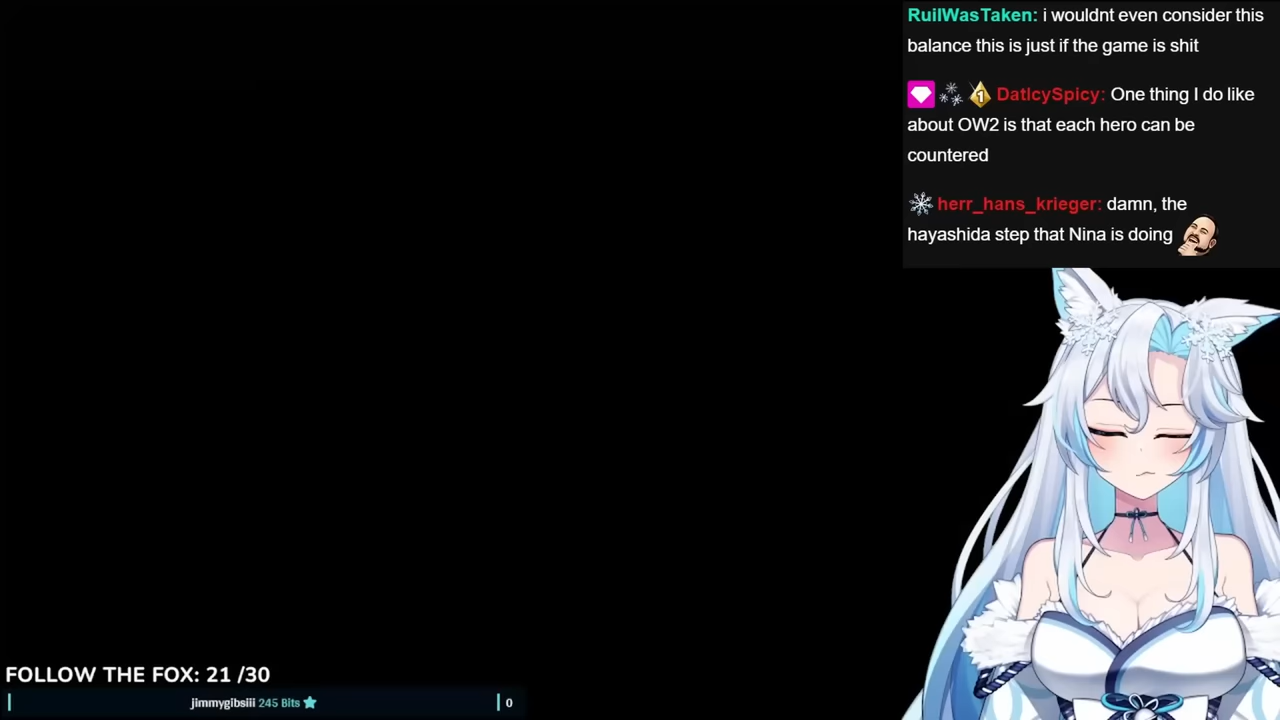 RuilWasTaken: i wouldnt even consider this
balance this is just if the game is shit
1 DatIcySpicy: One thing I do like
about OW2 is that each hero can be
countered
herr_hans_krieger: damn, the
hayashida step that Nina is doing
FOLLOW THE FOX: 21 /30
jimmygibsiii 245 Bits
0